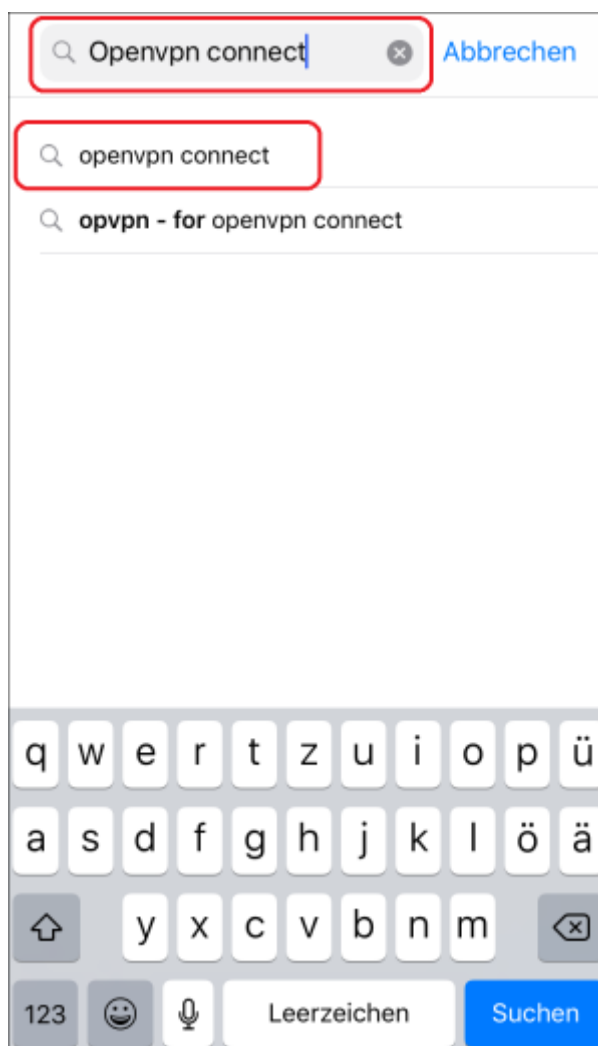 Openvpn connect Abbrechen
openvpn connect
opvpn - for openvpn connect
q w e r t z u i o p ü
a s d f g h j k l ö ä
y x c v b n m
123 Leerzeichen Suchen